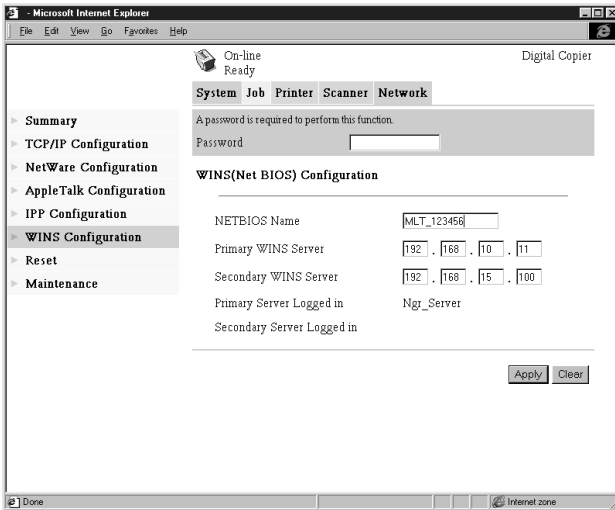 - Microsoft Internet Explorer
File Edit View Go Favorites Help
On-line
Ready
Digital Copier
System Job Printer Scanner Network
Summary
TCP/IP Configuration
NetWare Configuration
AppleTalk Configuration
IPP Configuration
WINS Configuration
Reset
Maintenance
A password is required to perform this function.
Password
WINS(Net BIOS) Configuration
NETBIOS Name MLT_123456
Primary WINS Server 192 . 168 . 10 . 11
Secondary WINS Server 192 . 168 . 15 . 100
Primary Server Logged in Ngr_Server
Secondary Server Logged in
Apply Clear
Done Internet zone